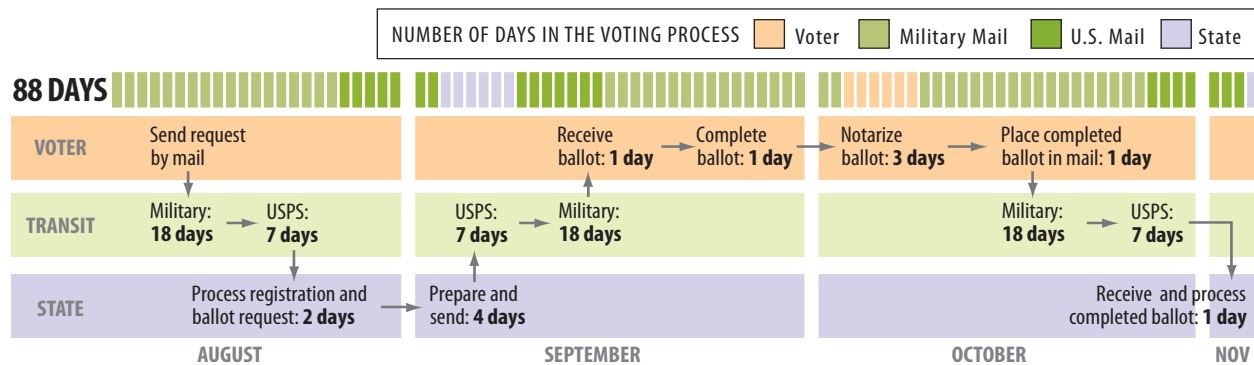 NUMBER OF DAYS IN THE VOTING PROCESS Voter Military Mail U.S. Mail State
88 DAYS
VOTER
Send request
by mail
Receive
ballot: 1 day
Complete
ballot: 1 day
Notarize
ballot: 3 days
Place completed
ballot in mail: 1 day
TRANSIT
Military:
18 days
USPS:
7 days
USPS:
7 days
Military:
18 days
Military:
18 days
USPS:
7 days
STATE
Process registration and
ballot request: 2 days
Prepare and
send: 4 days
Receive and process
completed ballot: 1 day
AUGUST SEPTEMBER OCTOBER NOV